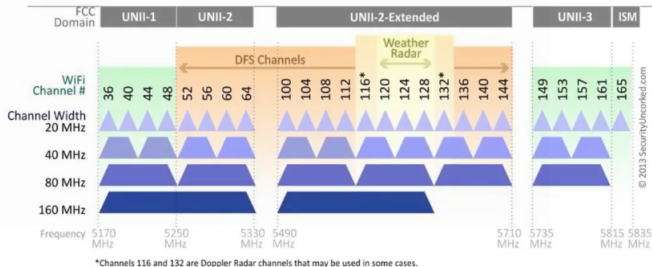 FCC Domain UNII-1 UNII-2 UNII-2-Extended UNII-3 ISM
Weather Radar
DFS Channels
WiFi Channel # 36 40 44 48 52 56 60 64 100 104 108 112 116* 120 124 128 132* 136 140 144 149 153 157 161 165
Channel Width
20 MHz
40 MHz
80 MHz
160 MHz
Frequency 5170 MHz 5250 MHz 5330 MHz 5490 MHz 5710 MHz 5735 MHz 5815 MHz 5835 MHz
*Channels 116 and 132 are Doppler Radar channels that may be used in some cases.
© 2013 SecurityUncorked.com